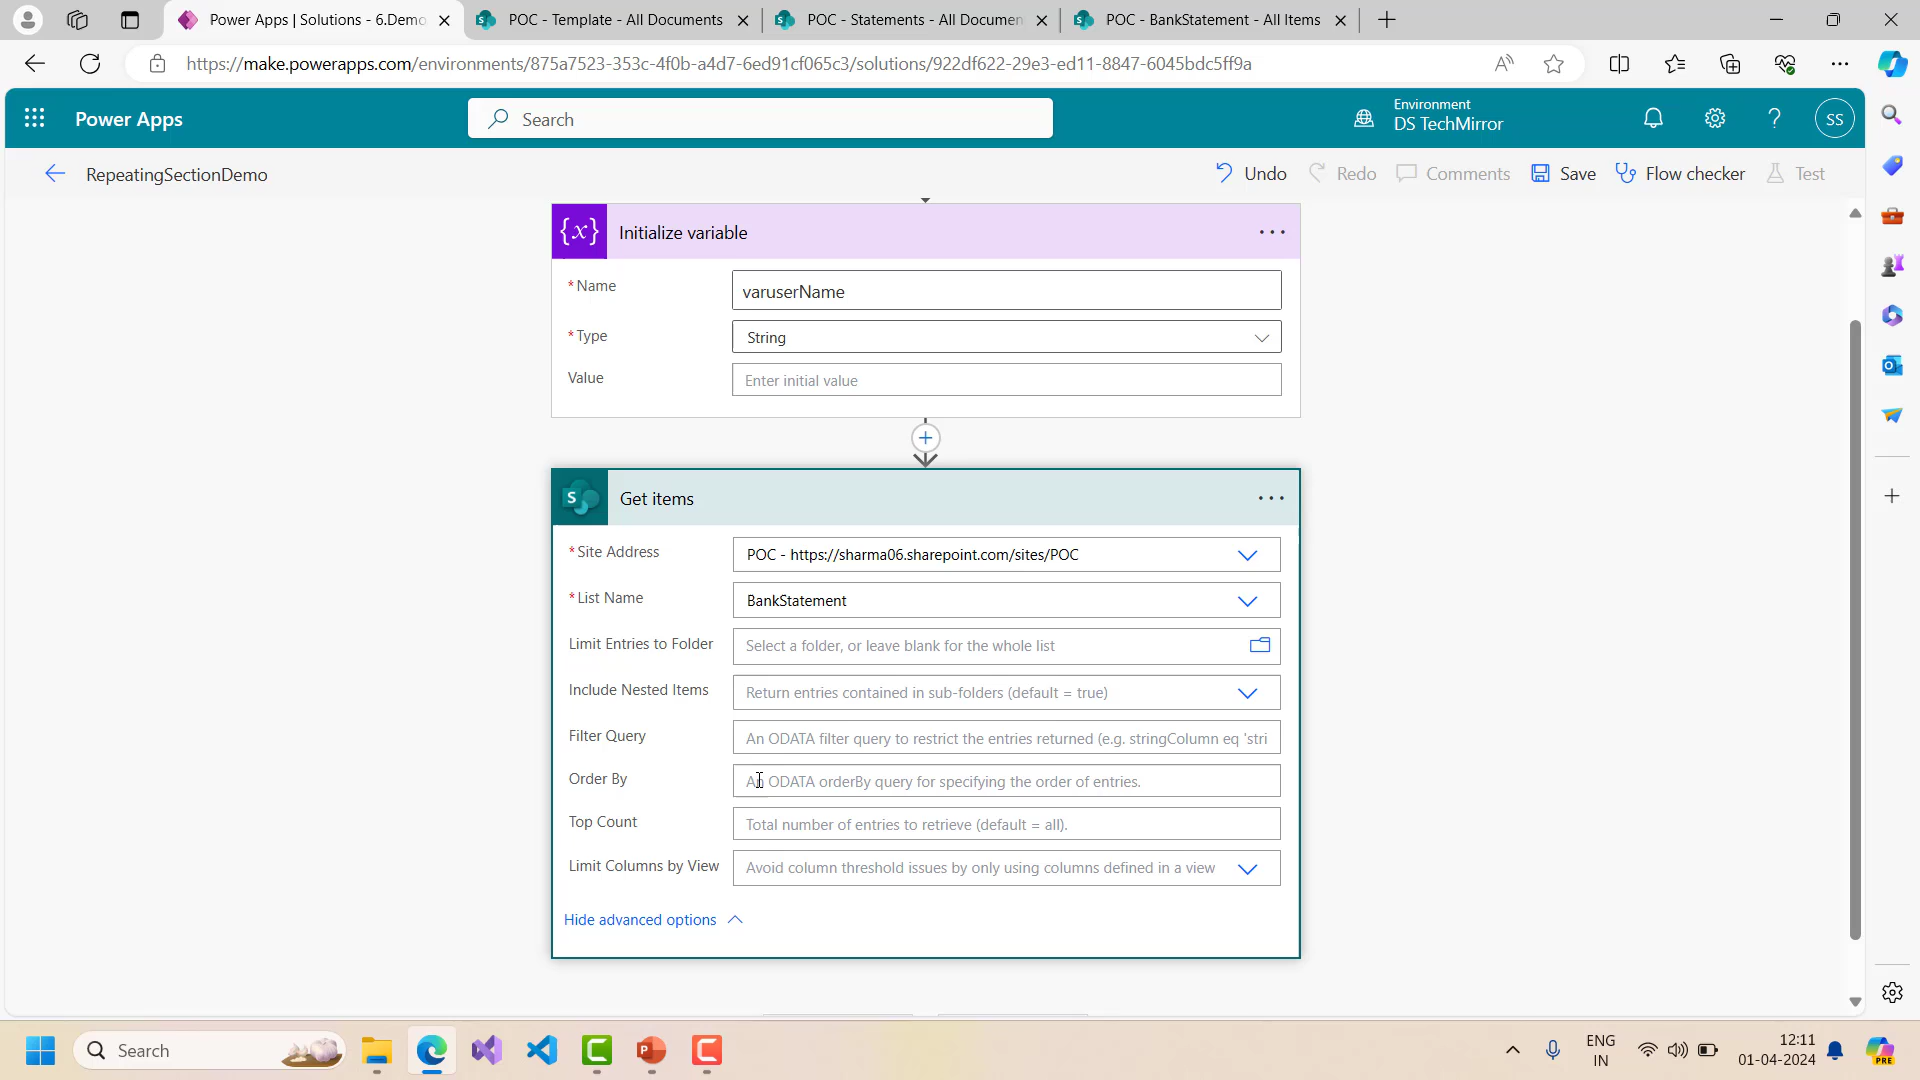 Power Apps | Solutions - 6.Demo
POC - Template - All Documents
POC - Statements - All Documen
POC - BankStatement - All Items
https://make.powerapps.com/environments/875a7523-353c-4f0b-a4d7-6ed91cf065c3/solutions/922df622-29e3-ed11-8847-6045bdc5ff9a
Power Apps
Search
Environment
DS TechMirror
SS
RepeatingSectionDemo
Undo
Redo
Comments
Save
Flow checker
Test
{x}
Initialize variable
* Name
varuserName
* Type
String
Value
Enter initial value
S
Get items
* Site Address
POC - https://sharma06.sharepoint.com/sites/POC
* List Name
BankStatement
Limit Entries to Folder
Select a folder, or leave blank for the whole list
Include Nested Items
Return entries contained in sub-folders (default = true)
Filter Query
An ODATA filter query to restrict the entries returned (e.g. stringColumn eq 'stri
Order By
An ODATA orderBy query for specifying the order of entries.
Top Count
Total number of entries to retrieve (default = all).
Limit Columns by View
Avoid column threshold issues by only using columns defined in a view
Hide advanced options
Search
ENG
IN
12:11
01-04-2024
PRE